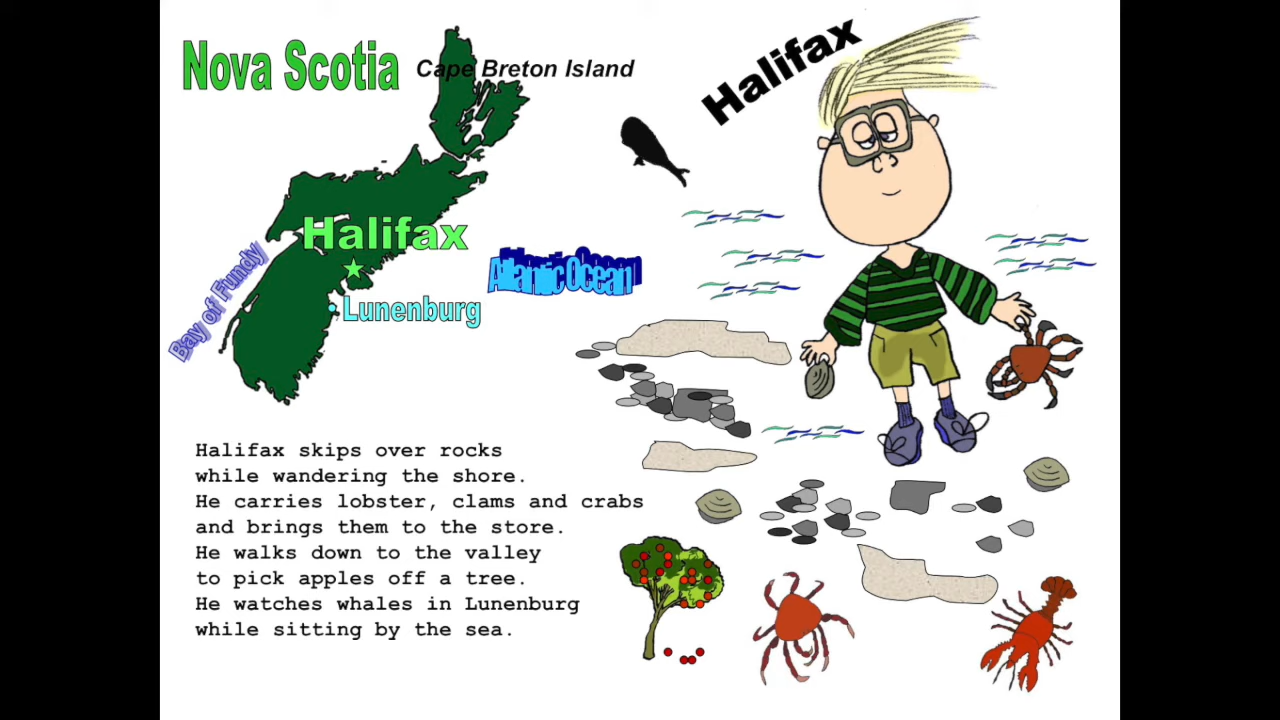 Nova Scotia
Cape Breton Island
Halifax
Halifax
Bay of Fundy
Atlantic Ocean
Lunenburg
Halifax skips over rocks
while wandering the shore.
He carries lobster, clams and crabs
and brings them to the store.
He walks down to the valley
to pick apples off a tree.
He watches whales in Lunenburg
while sitting by the sea.